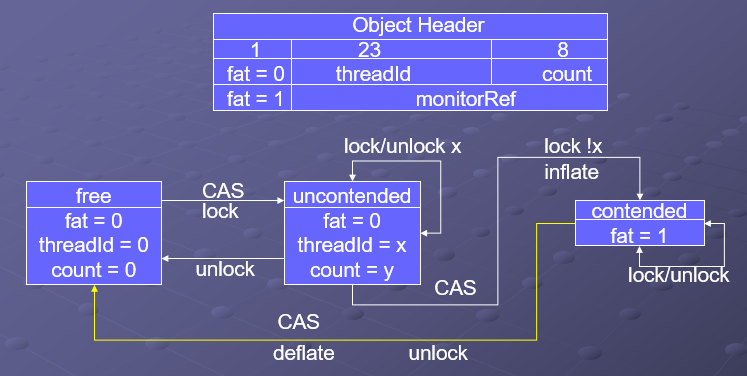 Object Header
1 23 8
fat = 0 threadId count
fat = 1 monitorRef
lock/unlock x
lock !x
inflate
CAS
lock
free
fat = 0
threadId = 0
count = 0
uncontended
fat = 0
threadId = x
count = y
contended
fat = 1
unlock
lock/unlock
CAS
CAS
deflate unlock